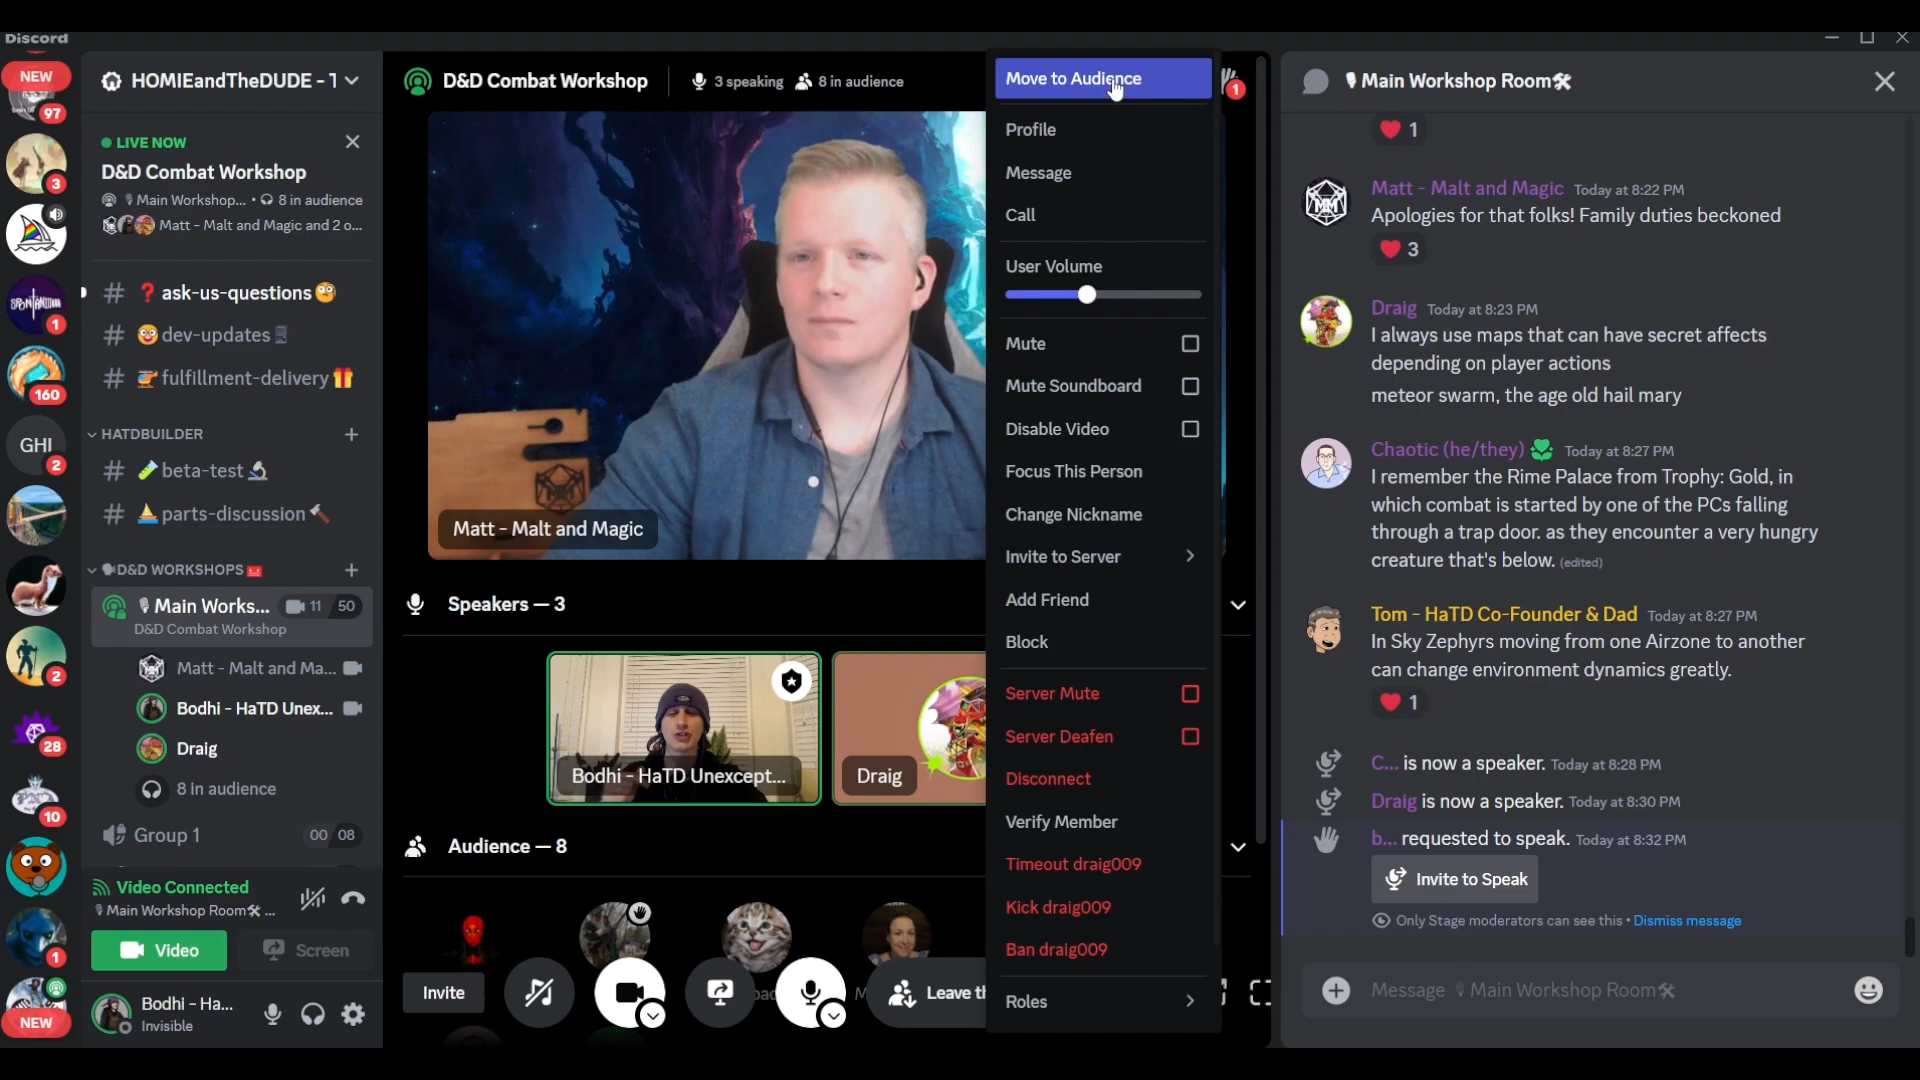 Discord
NEW
97
3
1
160
GHI
2
2
28
10
1
NEW
HOMIEandTheDUDE - T
LIVE NOW
D&D Combat Workshop
Main Workshop... • 8 in audience
Matt - Malt and Magic and 2 o...
# ❓ask-us-questions🧐
# dev-updates
# fulfillment-delivery🎁
HATDBUILDER
# 🧪beta-test🔬
# ⛵parts-discussion🔨
D&D WORKSHOPS
🎙Main Works... 11 50
D&D Combat Workshop
Matt - Malt and Ma...
Bodhi - HaTD Unex...
Draig
8 in audience
Group 1 00 08
Video Connected
🎙Main Workshop Room🛠 ...
Video
Screen
Bodhi - Ha...
Invisible
D&D Combat Workshop
3 speaking
8 in audience
1
Matt - Malt and Magic
Speakers — 3
Bodhi - HaTD Unexcept...
Draig
Audience — 8
Invite
Leave th
Move to Audience
Profile
Message
Call
User Volume
Mute
Mute Soundboard
Disable Video
Focus This Person
Change Nickname
Invite to Server
Add Friend
Block
Server Mute
Server Deafen
Disconnect
Verify Member
Timeout draig009
Kick draig009
Ban draig009
Roles
🎙Main Workshop Room🛠
❤️ 1
Matt - Malt and Magic Today at 8:22 PM
Apologies for that folks! Family duties beckoned
❤️ 3
Draig Today at 8:23 PM
I always use maps that can have secret affects
depending on player actions
meteor swarm, the age old hail mary
Chaotic (he/they) Today at 8:27 PM
I remember the Rime Palace from Trophy: Gold, in
which combat is started by one of the PCs falling
through a trap door. as they encounter a very hungry
creature that's below. (edited)
Tom - HaTD Co-Founder & Dad Today at 8:27 PM
In Sky Zephyrs moving from one Airzone to another
can change environment dynamics greatly.
❤️ 1
C... is now a speaker. Today at 8:28 PM
Draig is now a speaker. Today at 8:30 PM
b... requested to speak. Today at 8:32 PM
Invite to Speak
Only Stage moderators can see this • Dismiss message
Message 🎙Main Workshop Room🛠